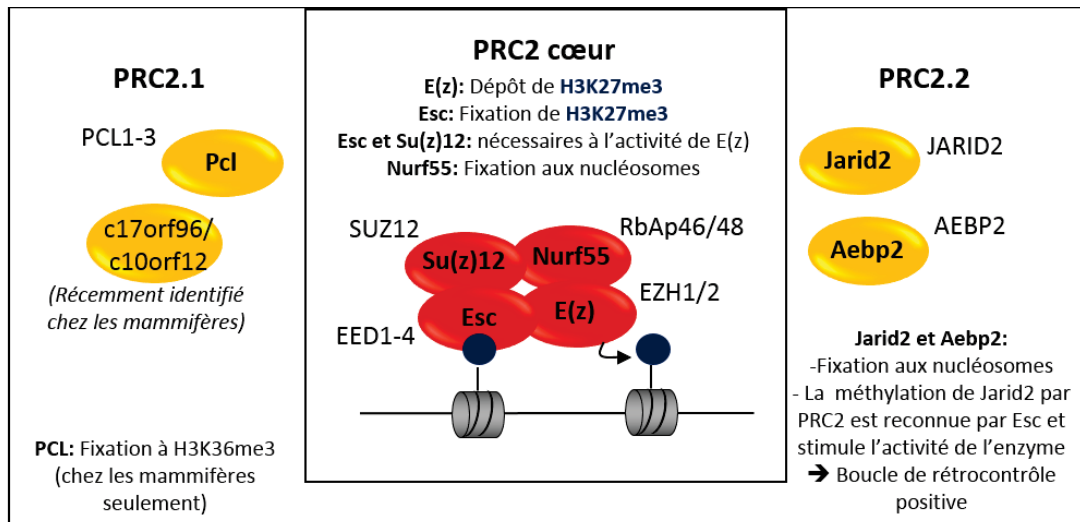 PRC2.1
PCL1-3
Pcl
c17orf96/
c10orf12
(Récemment identifié
chez les mammifères)
PCL: Fixation à H3K36me3
(chez les mammifères
seulement)
PRC2 cœur
E(z): Dépôt de H3K27me3
Esc: Fixation de H3K27me3
Esc et Su(z)12: nécessaires à l’activité de E(z)
Nurf55: Fixation aux nucléosomes
SUZ12
RbAp46/48
Su(z)12
Nurf55
EZH1/2
Esc
E(z)
EED1-4
PRC2.2
JARID2
Jarid2
AEBP2
Aebp2
Jarid2 et Aebp2:
-Fixation aux nucléosomes
- La méthylation de Jarid2 par
PRC2 est reconnue par Esc et
stimule l’activité de l’enzyme
➔ Boucle de rétrocontrôle
positive